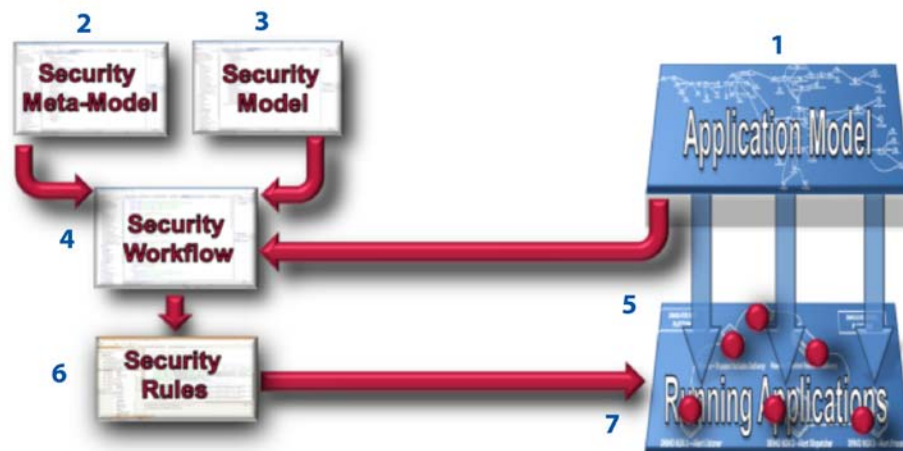 2
3
1
Security
Meta-Model
Security
Model
Application Model
4
Security
Workflow
5
6
Security
Rules
Running Applications
7